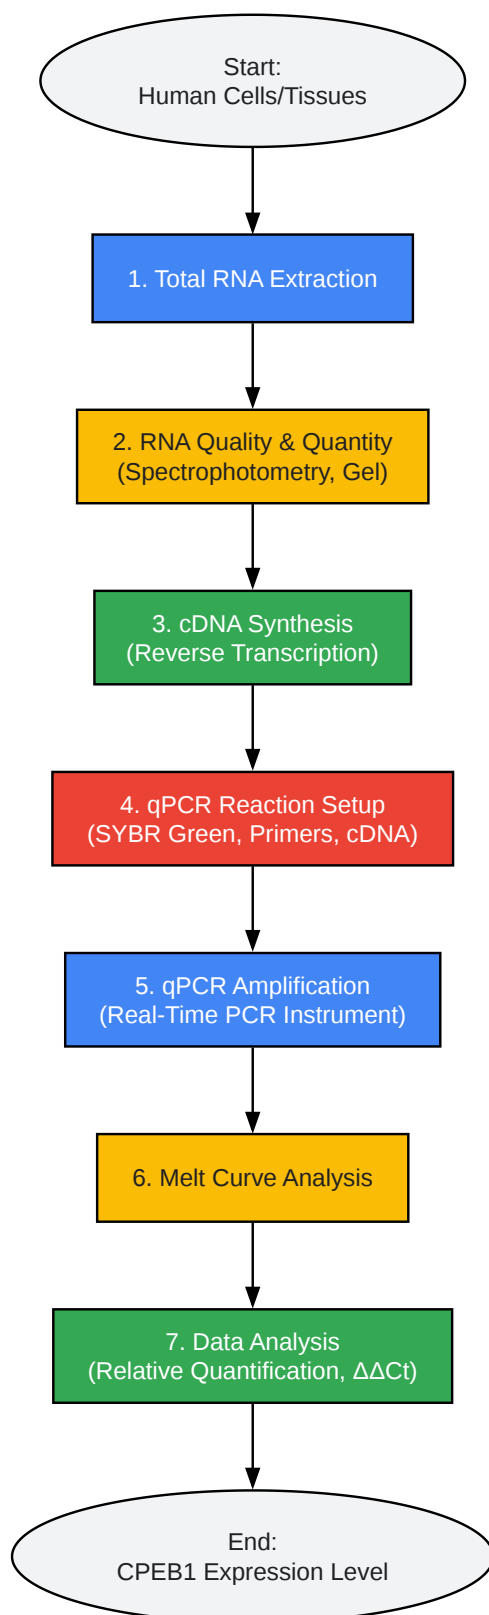 Start:
Human Cells/Tissues
1. Total RNA Extraction
2. RNA Quality & Quantity
(Spectrophotometry, Gel)
3. cDNA Synthesis
(Reverse Transcription)
4. qPCR Reaction Setup
(SYBR Green, Primers, cDNA)
5. qPCR Amplification
(Real-Time PCR Instrument)
6. Melt Curve Analysis
7. Data Analysis
(Relative Quantification, ΔΔCt)
End:
CPEB1 Expression Level